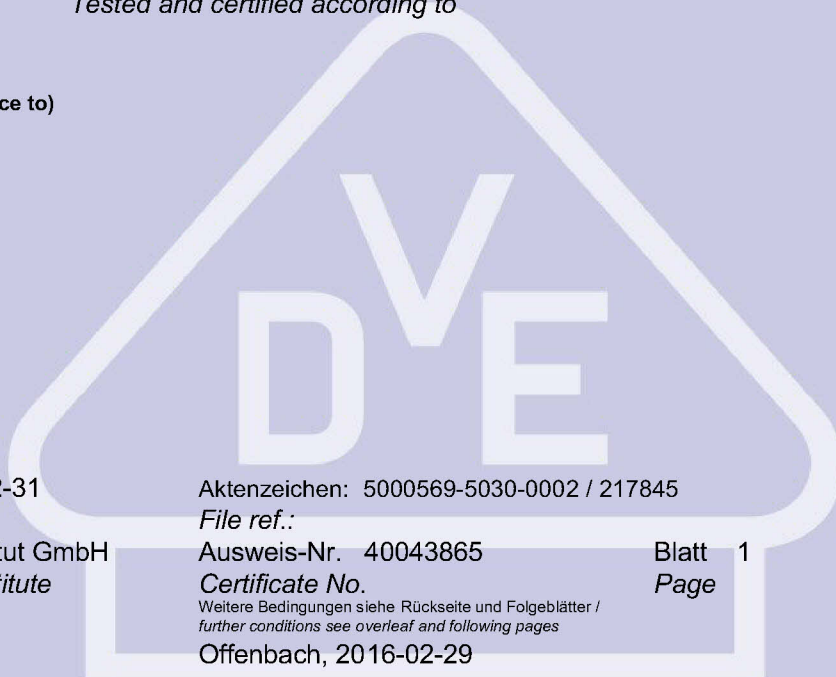 Tested and certified according to
ce to)
VDE
2-31
Aktenzeichen: 5000569-5030-0002 / 217845
File ref.:
tut GmbH
Ausweis-Nr. 40043865 Blatt 1
itute
Certificate No. Page
Weitere Bedingungen siehe Rückseite und Folgeblätter /
further conditions see overleaf and following pages
Offenbach, 2016-02-29